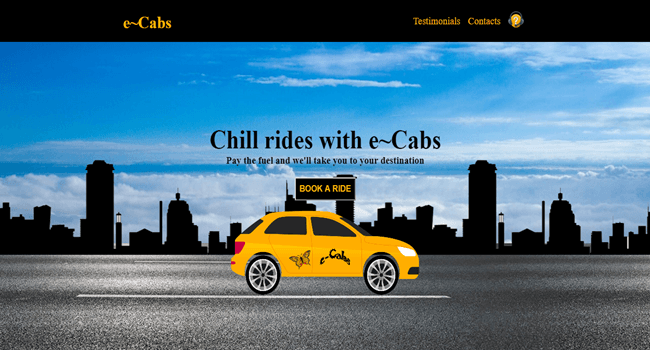 e~Cabs
Testimonials Contacts ?
Chill rides with e~Cabs
Pay the fuel and we'll take you to your destination
BOOK A RIDE
e~Cabs